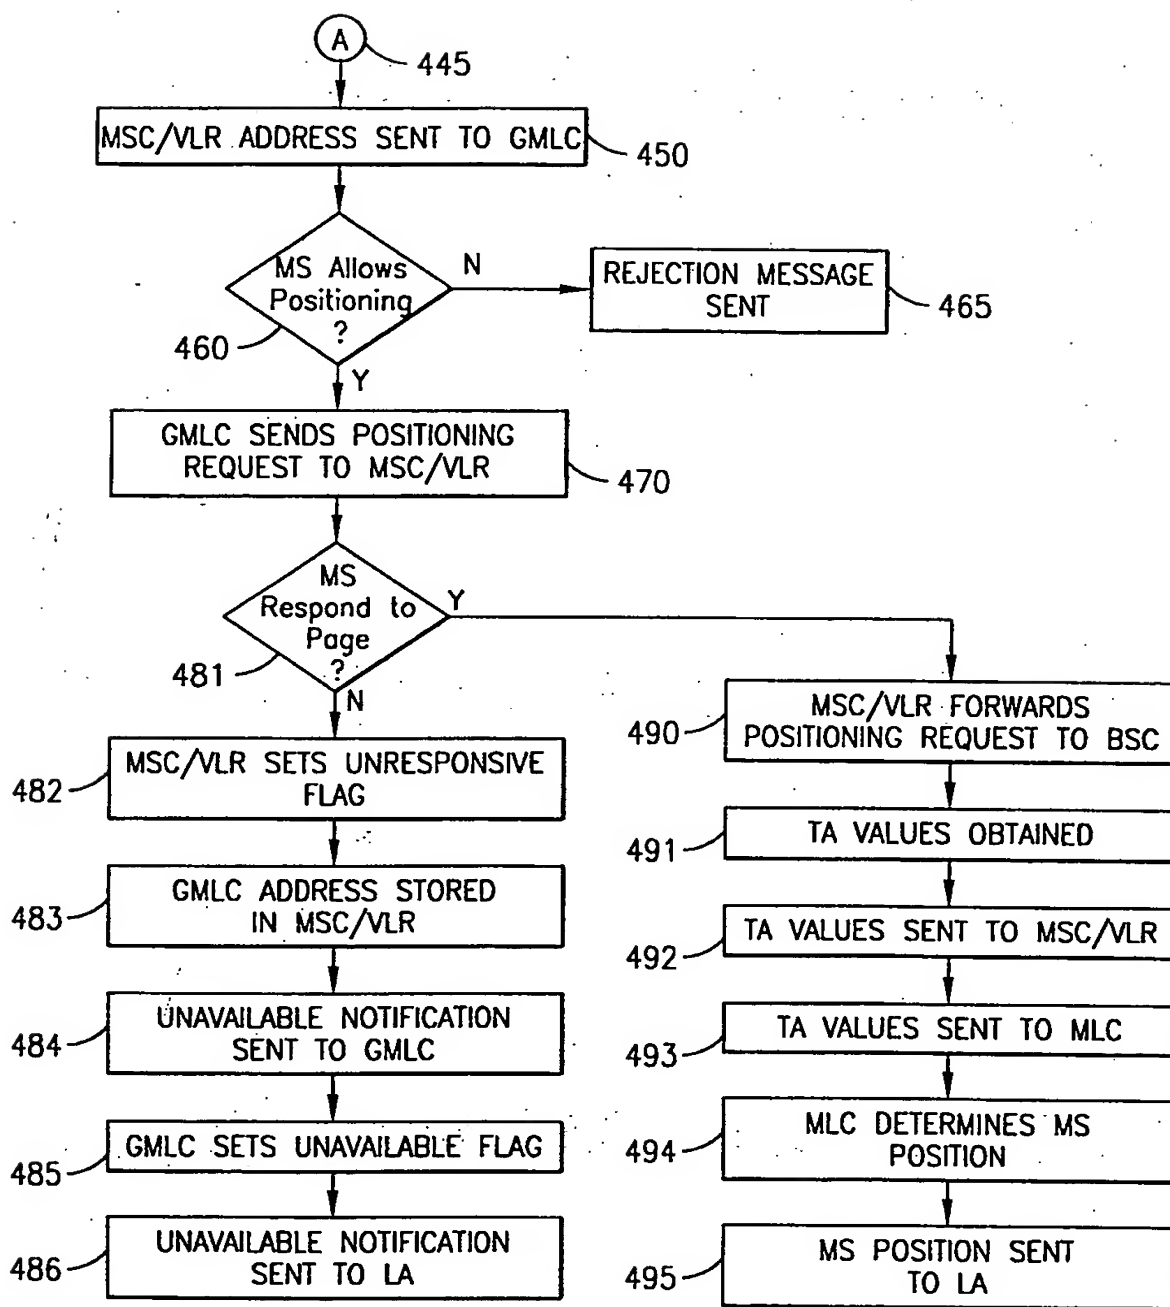 A
445
MSC/VLR ADDRESS SENT TO GMLC
450
MS Allows
Positioning
?
460
N
REJECTION MESSAGE
SENT
465
Y
GMLC SENDS POSITIONING
REQUEST TO MSC/VLR
470
MS
Respond to
Page
?
481
Y
N
MSC/VLR SETS UNRESPONSIVE
FLAG
482
GMLC ADDRESS STORED
IN MSC/VLR
483
UNAVAILABLE NOTIFICATION
SENT TO GMLC
484
GMLC SETS UNAVAILABLE FLAG
485
UNAVAILABLE NOTIFICATION
SENT TO LA
486
MSC/VLR FORWARDS
POSITIONING REQUEST TO BSC
490
TA VALUES OBTAINED
491
TA VALUES SENT TO MSC/VLR
492
TA VALUES SENT TO MLC
493
MLC DETERMINES MS
POSITION
494
MS POSITION SENT
TO LA
495